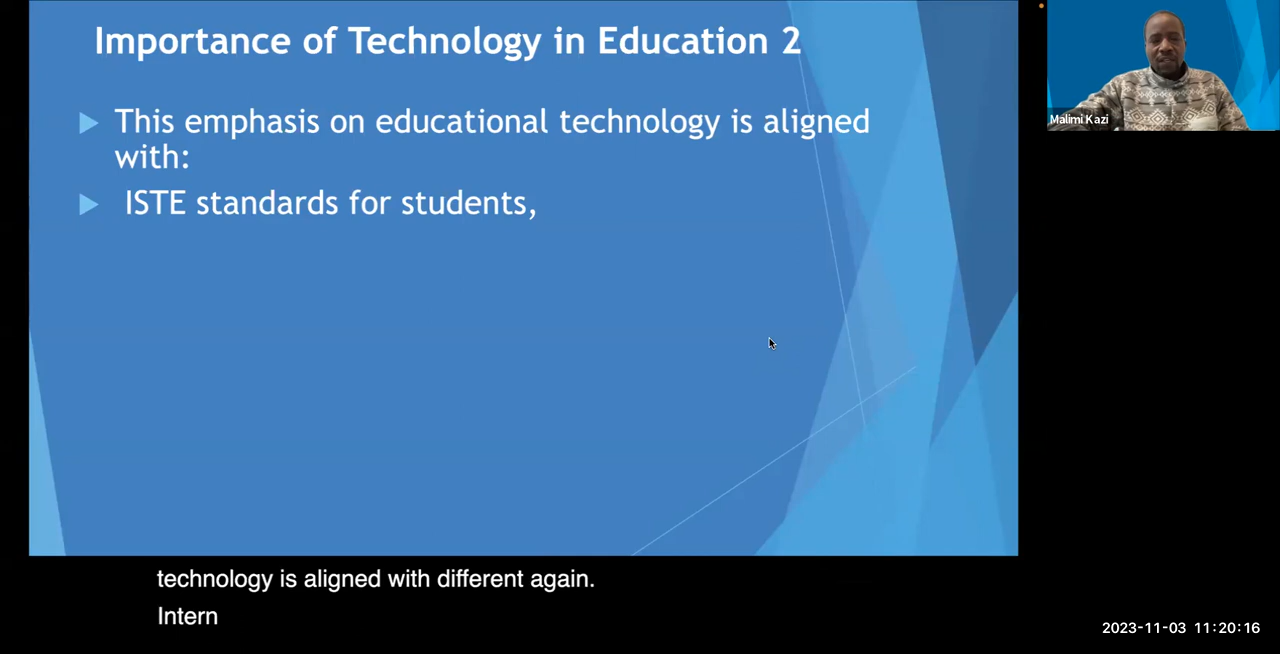 Importance of Technology in Education 2
This emphasis on educational technology is aligned
with:
ISTE standards for students,
Malimi Kazi
technology is aligned with different again.
Intern
2023-11-03 11:20:16